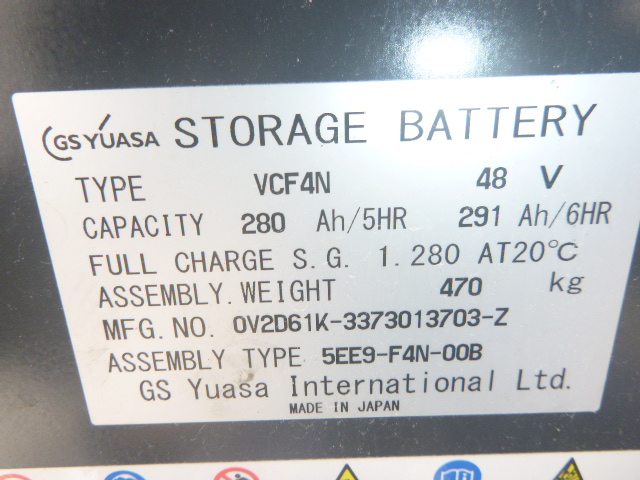 GS YUASA STORAGE BATTERY
TYPE VCF4N 48 V
CAPACITY 280 Ah/5HR 291 Ah/6HR
FULL CHARGE S.G. 1.280 AT20℃
ASSEMBLY.WEIGHT 470 kg
MFG.NO. 0V2D61K-3373013703-Z
ASSEMBLY TYPE 5EE9-F4N-00B
GS Yuasa International Ltd.
MADE IN JAPAN